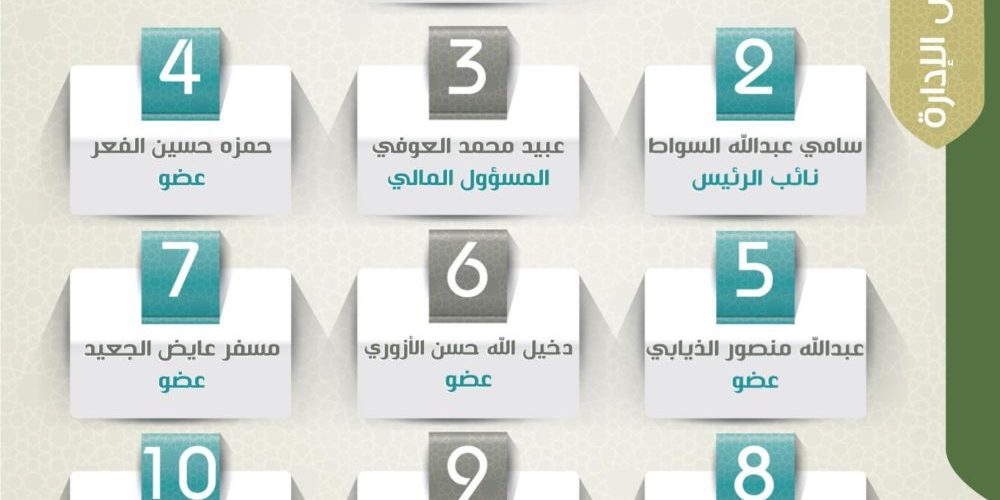 الإدارة
2
سامي عبدالله السواط
نائب الرئيس
3
عبيد محمد العوفي
المسؤول المالي
4
حمزه حسين الفعر
عضو
5
عبدالله منصور الذيابي
عضو
6
دخيل الله حسن الأزوري
عضو
7
مسفر عايض الجعيد
عضو
8
9
10